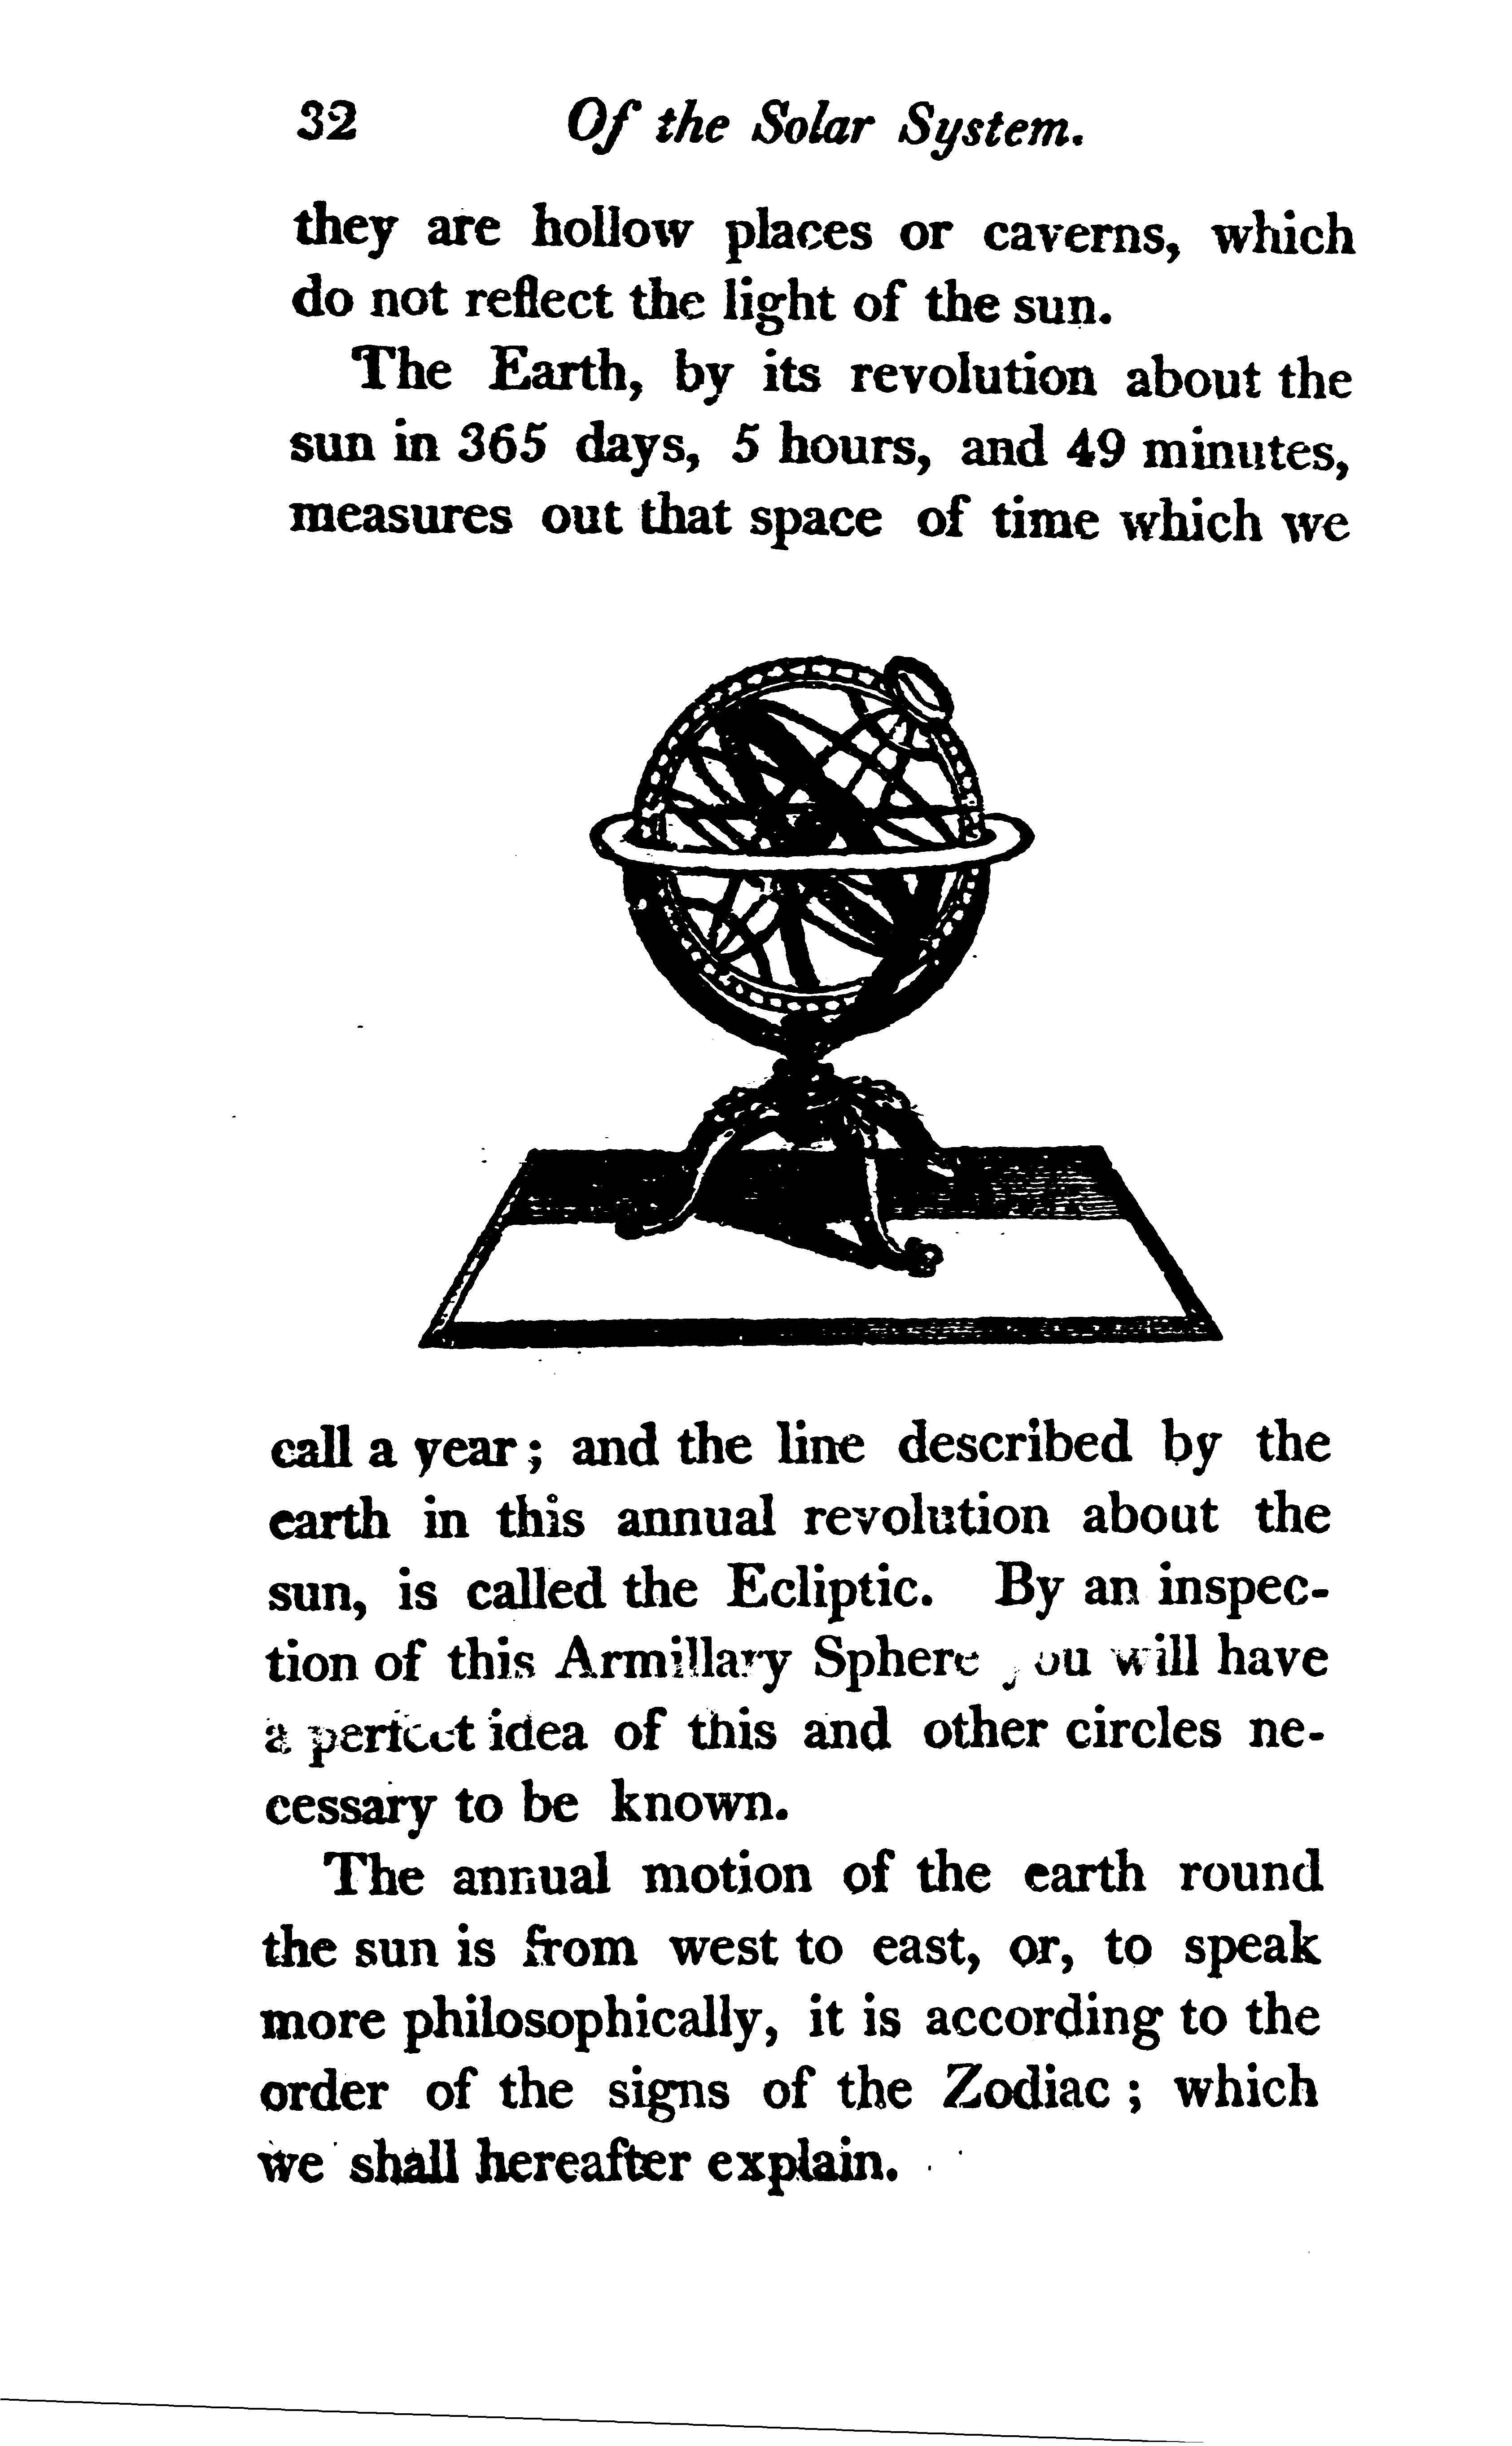 32 Of the Solar System.
they are hollow places or caverns, which
do not reflect the light of the sun.
The Earth, by its revolution about the
sun in 365 days, 5 hours, and 49 minutes,
measures out that space of time which we
call a year; and the line described by the
earth in this annual revolution about the
sun, is called the Ecliptic. By an inspec-
tion of this Armillary Sphere you will have
a perfect idea of this and other circles ne-
cessary to be known.
The annual motion of the earth round
the sun is from west to east, or, to speak
more philosophically, it is according to the
order of the signs of the Zodiac; which
we shall hereafter explain.